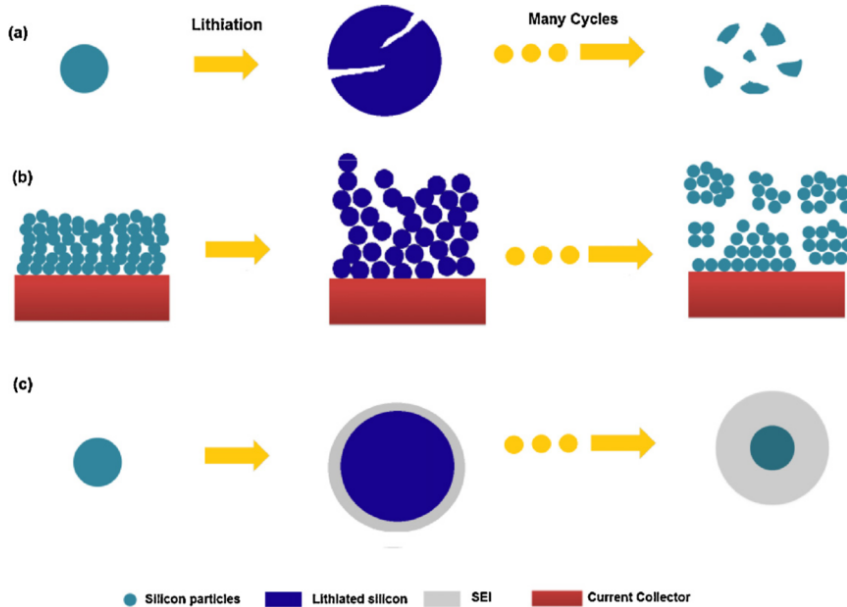 (a)
Lithiation
Many Cycles
(b)
(c)
Silicon particles
Lithiated silicon
SEI
Current Collector